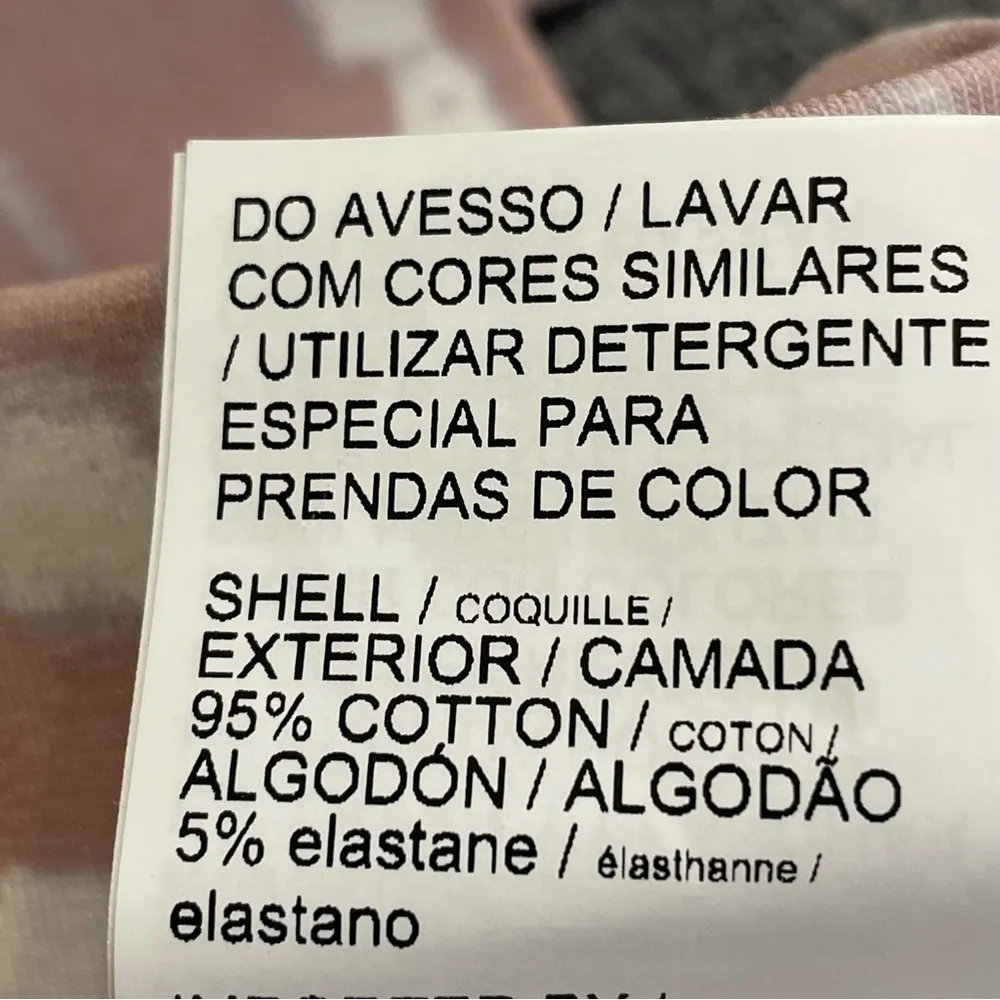 DO AVESSO / LAVAR
COM CORES SIMILARES
/ UTILIZAR DETERGENTE
ESPECIAL PARA
PRENDAS DE COLOR
SHELL / COQUILLE /
EXTERIOR / CAMADA
95% COTTON / COTON /
ALGODÓN / ALGODÃO
5% elastane / élasthanne /
elastano